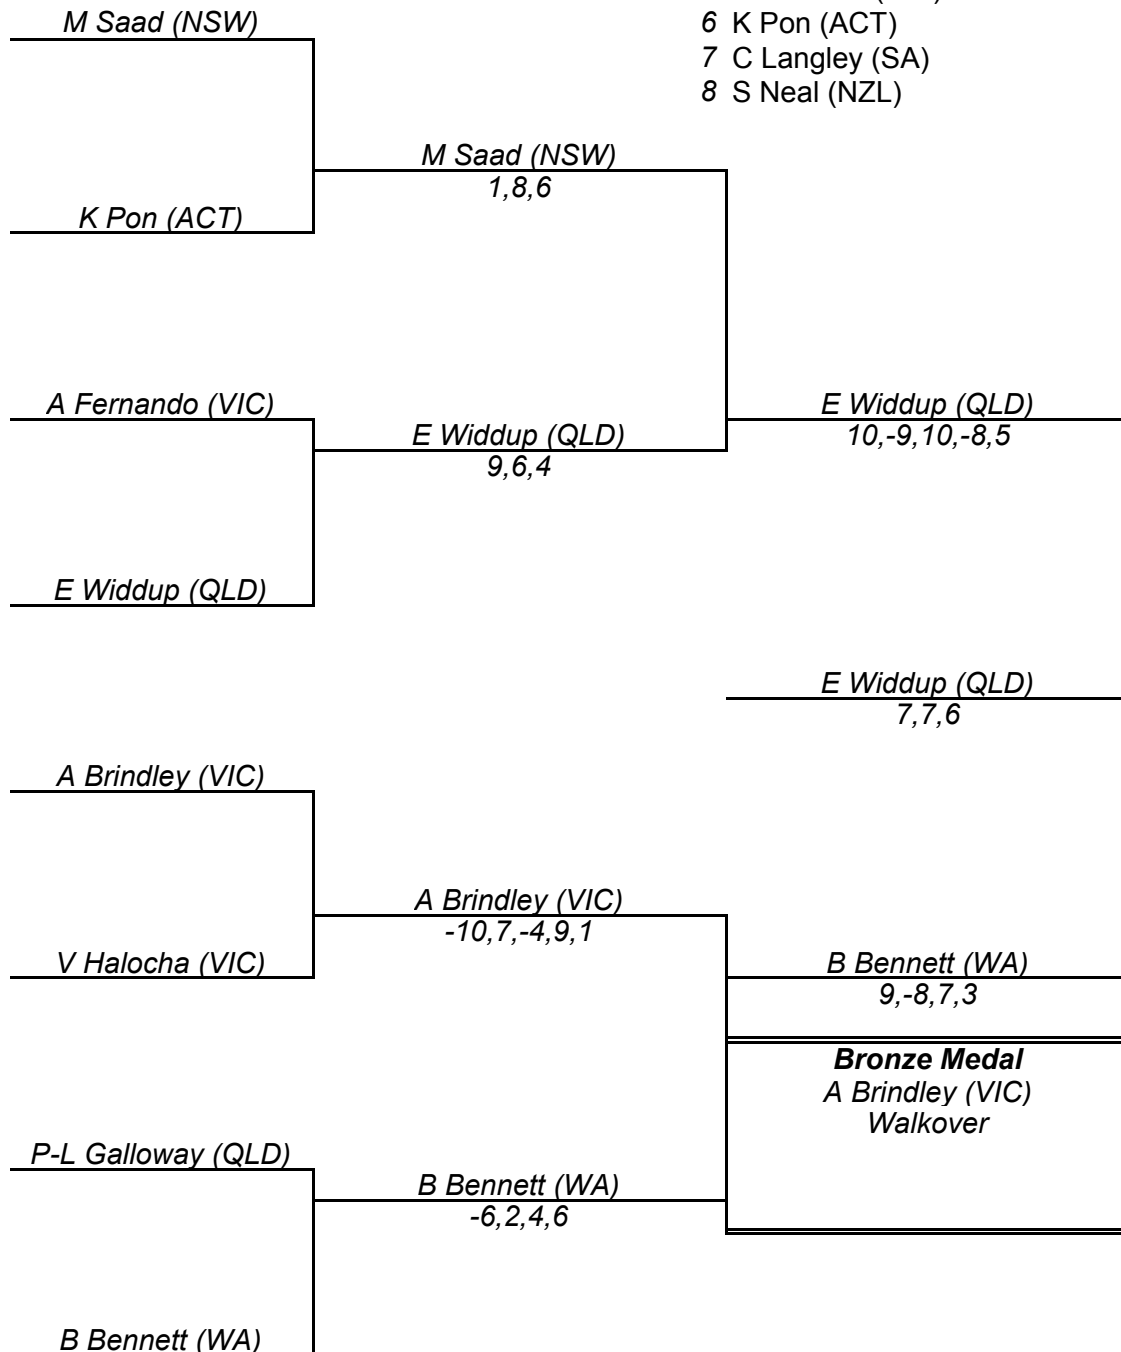 M Saad (NSW)
6 K Pon (ACT)
7 C Langley (SA)
8 S Neal (NZL)
M Saad (NSW)
1,8,6
K Pon (ACT)
A Fernando (VIC)
E Widdup (QLD)
10,-9,10,-8,5
E Widdup (QLD)
9,6,4
E Widdup (QLD)
E Widdup (QLD)
7,7,6
A Brindley (VIC)
A Brindley (VIC)
-10,7,-4,9,1
V Halocha (VIC)
B Bennett (WA)
9,-8,7,3
Bronze Medal
A Brindley (VIC)
Walkover
P-L Galloway (QLD)
B Bennett (WA)
-6,2,4,6
B Bennett (WA)